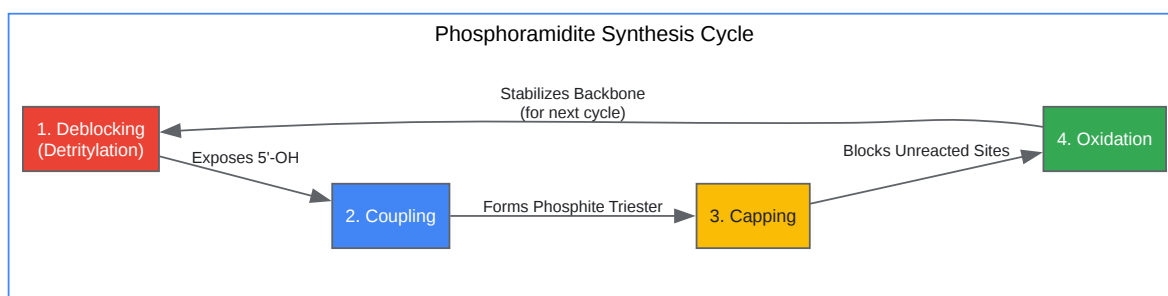 Phosphoramidite Synthesis Cycle
Stabilizes Backbone
(for next cycle)
1. Deblocking
(Detritylation)
Exposes 5'-OH
2. Coupling
Forms Phosphite Triester
3. Capping
Blocks Unreacted Sites
4. Oxidation